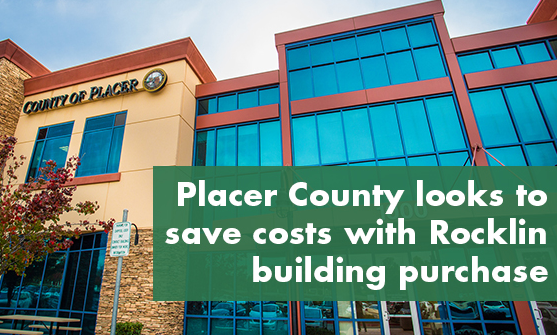 COUNTY OF PLACER
Placer County looks to
save costs with Rocklin
building purchase